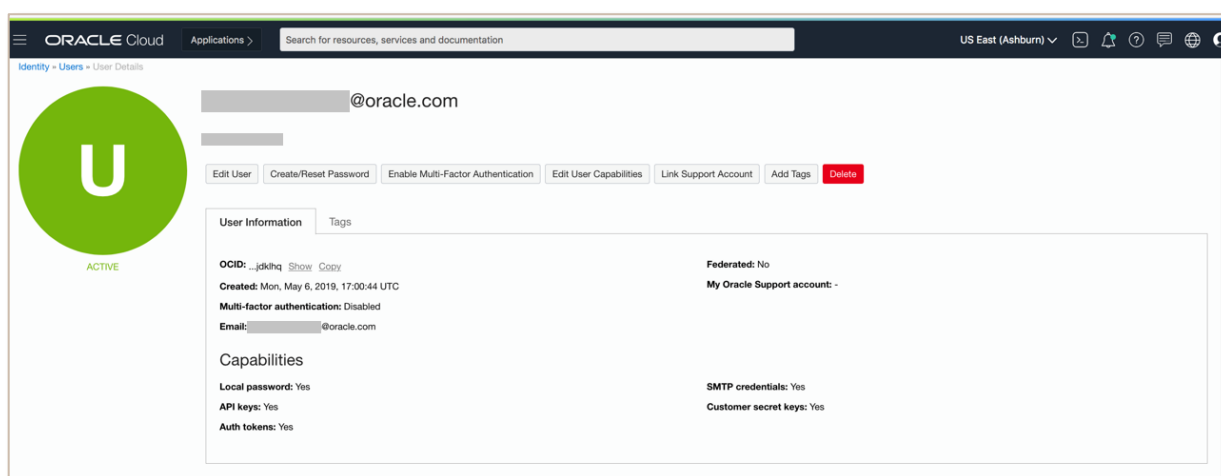 ORACLE Cloud Applications > Search for resources, services and documentation US East (Ashburn)
Identity » Users » User Details
@oracle.com
U
Edit User Create/Reset Password Enable Multi-Factor Authentication Edit User Capabilities Link Support Account Add Tags Delete
User Information Tags
ACTIVE
OCID: ...jdklhq Show Copy Federated: No
Created: Mon, May 6, 2019, 17:00:44 UTC My Oracle Support account: -
Multi-factor authentication: Disabled
Email: @oracle.com
Capabilities
Local password: Yes SMTP credentials: Yes
API keys: Yes Customer secret keys: Yes
Auth tokens: Yes